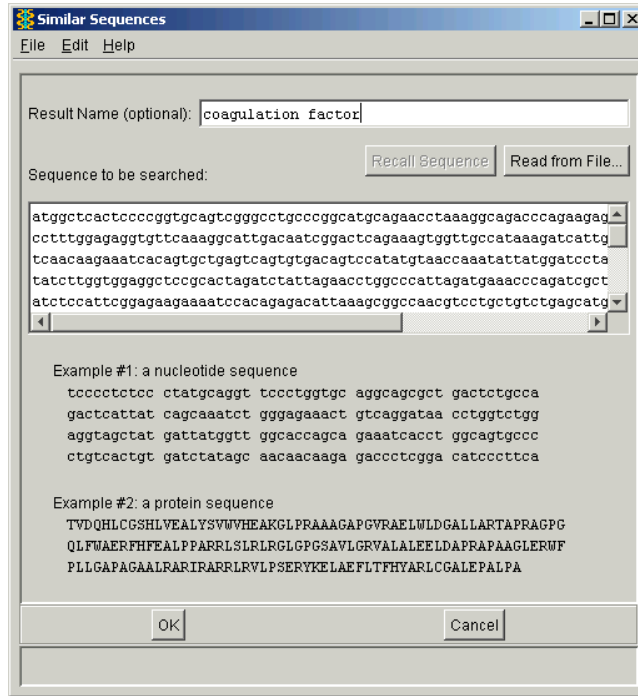 Similar Sequences
File Edit Help
Result Name (optional): coagulation factor
Recall Sequence Read from File...
Sequence to be searched:
atggctcactccccggtgcagtcgggcctgcccggcatgcagaacctaaaggcagacccagaagag
cctttggagaggtgttcaaaggcattgacaatcggactcagaaagtggttgccataaagatcattg
tcaacaagaaatcacagtgctgagtcagtgtgacagtccatatgtaaccaaatattatggatccta
tatcttggtggaggctccgcactagatctattagaacctggcccattagatgaaacccagatcgct
atctccattcggagaagaaaatccacagagacattaaagcggccaacgtcctgctgtctgagcatg
Example #1: a nucleotide sequence
tcccctctcc ctatgcaggt tccctggtgc aggcagcgct gactctgcca
gactcattat cagcaaatct gggagaaact gtcaggataa cctggtctgg
aggtagctat gattatggtt ggcaccagca gaaatcacct ggcagtgccc
ctgtcactgt gatctatagc aacaacaaga gaccctcgga catcccttca
Example #2: a protein sequence
TVDQHLCGSHLVEALYSVWVHEAKGLPRAAAGAPGVRAELWLDGALLARTAPRAGPG
QLFWAERFHFEALPPARRLSLRLRGLGPGSAVLGRVALALEELDAPRAPAAGLERWF
PLLGAPAGAALRARIRARRLRVLPSERYKELAEFLTFHYARLCGALEPALPA
OK Cancel